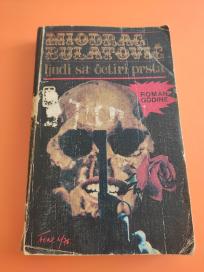 MIODRAG
BULATOVIĆ
ljudi sa četiri prsta
ROMAN
GODINE